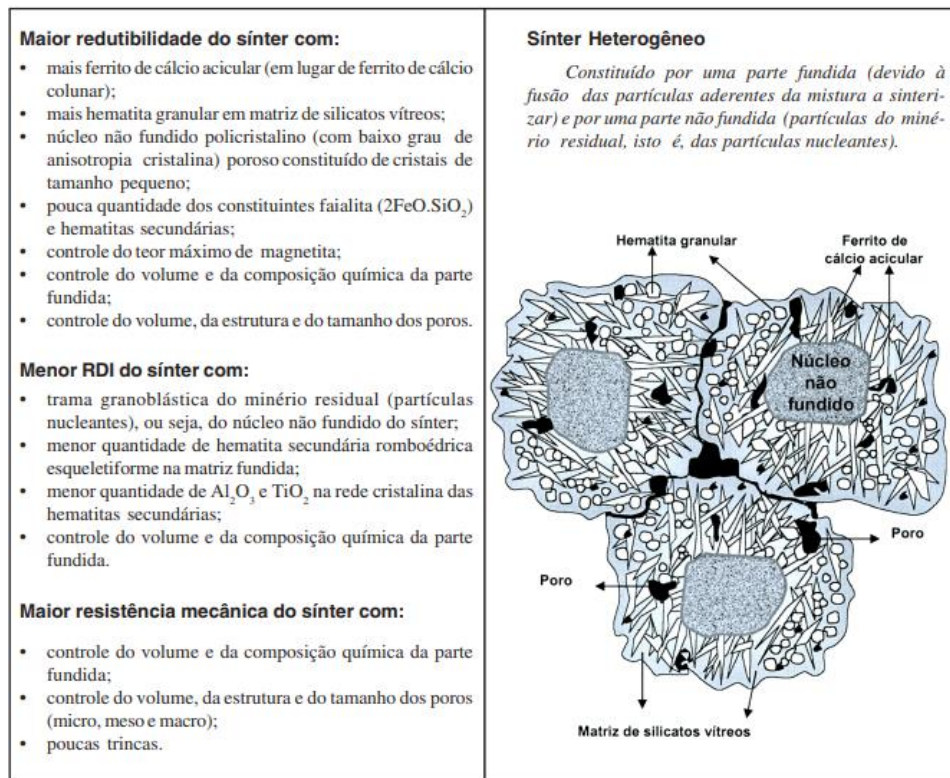 Maior redutibilidade do sínter com:
• mais ferrito de cálcio acicular (em lugar de ferrito de cálcio
colunar);
• mais hematita granular em matriz de silicatos vítreos;
• núcleo não fundido policristalino (com baixo grau de
anisotropia cristalina) poroso constituído de cristais de
tamanho pequeno;
• pouca quantidade dos constituintes faialita (2FeO.SiO₂)
e hematitas secundárias;
• controle do teor máximo de magnetita;
• controle do volume e da composição química da parte
fundida;
• controle do volume, da estrutura e do tamanho dos poros.
Menor RDI do sínter com:
• trama granoblástica do minério residual (partículas
nucleantes), ou seja, do núcleo não fundido do sínter;
• menor quantidade de hematita secundária romboédrica
esqueletiforme na matriz fundida;
• menor quantidade de Al₂O₃ e TiO₂ na rede cristalina das
hematitas secundárias;
• controle do volume e da composição química da parte
fundida.
Maior resistência mecânica do sínter com:
• controle do volume e da composição química da parte
fundida;
• controle do volume, da estrutura e do tamanho dos poros
(micro, meso e macro);
• poucas trincas.
Sínter Heterogêneo
Constituído por uma parte fundida (devido à
fusão das partículas aderentes da mistura a sinteri-
zar) e por uma parte não fundida (partículas do miné-
rio residual, isto é, das partículas nucleantes).
Hematita granular
Ferrito de
cálcio acicular
Núcleo
não
fundido
Poro
Poro
Matriz de silicatos vítreos